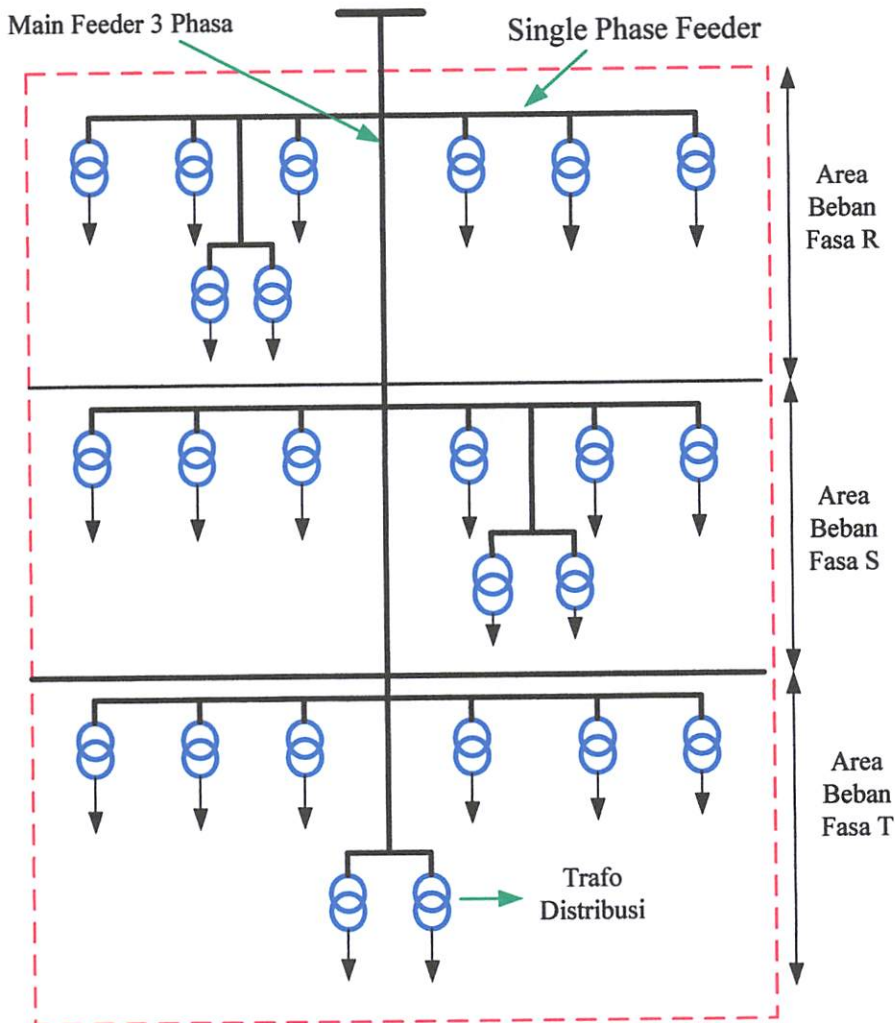 Main Feeder 3 Phasa
Single Phase Feeder
Area
Beban
Fasa R
Area
Beban
Fasa S
Area
Beban
Fasa T
Trafo
Distribusi